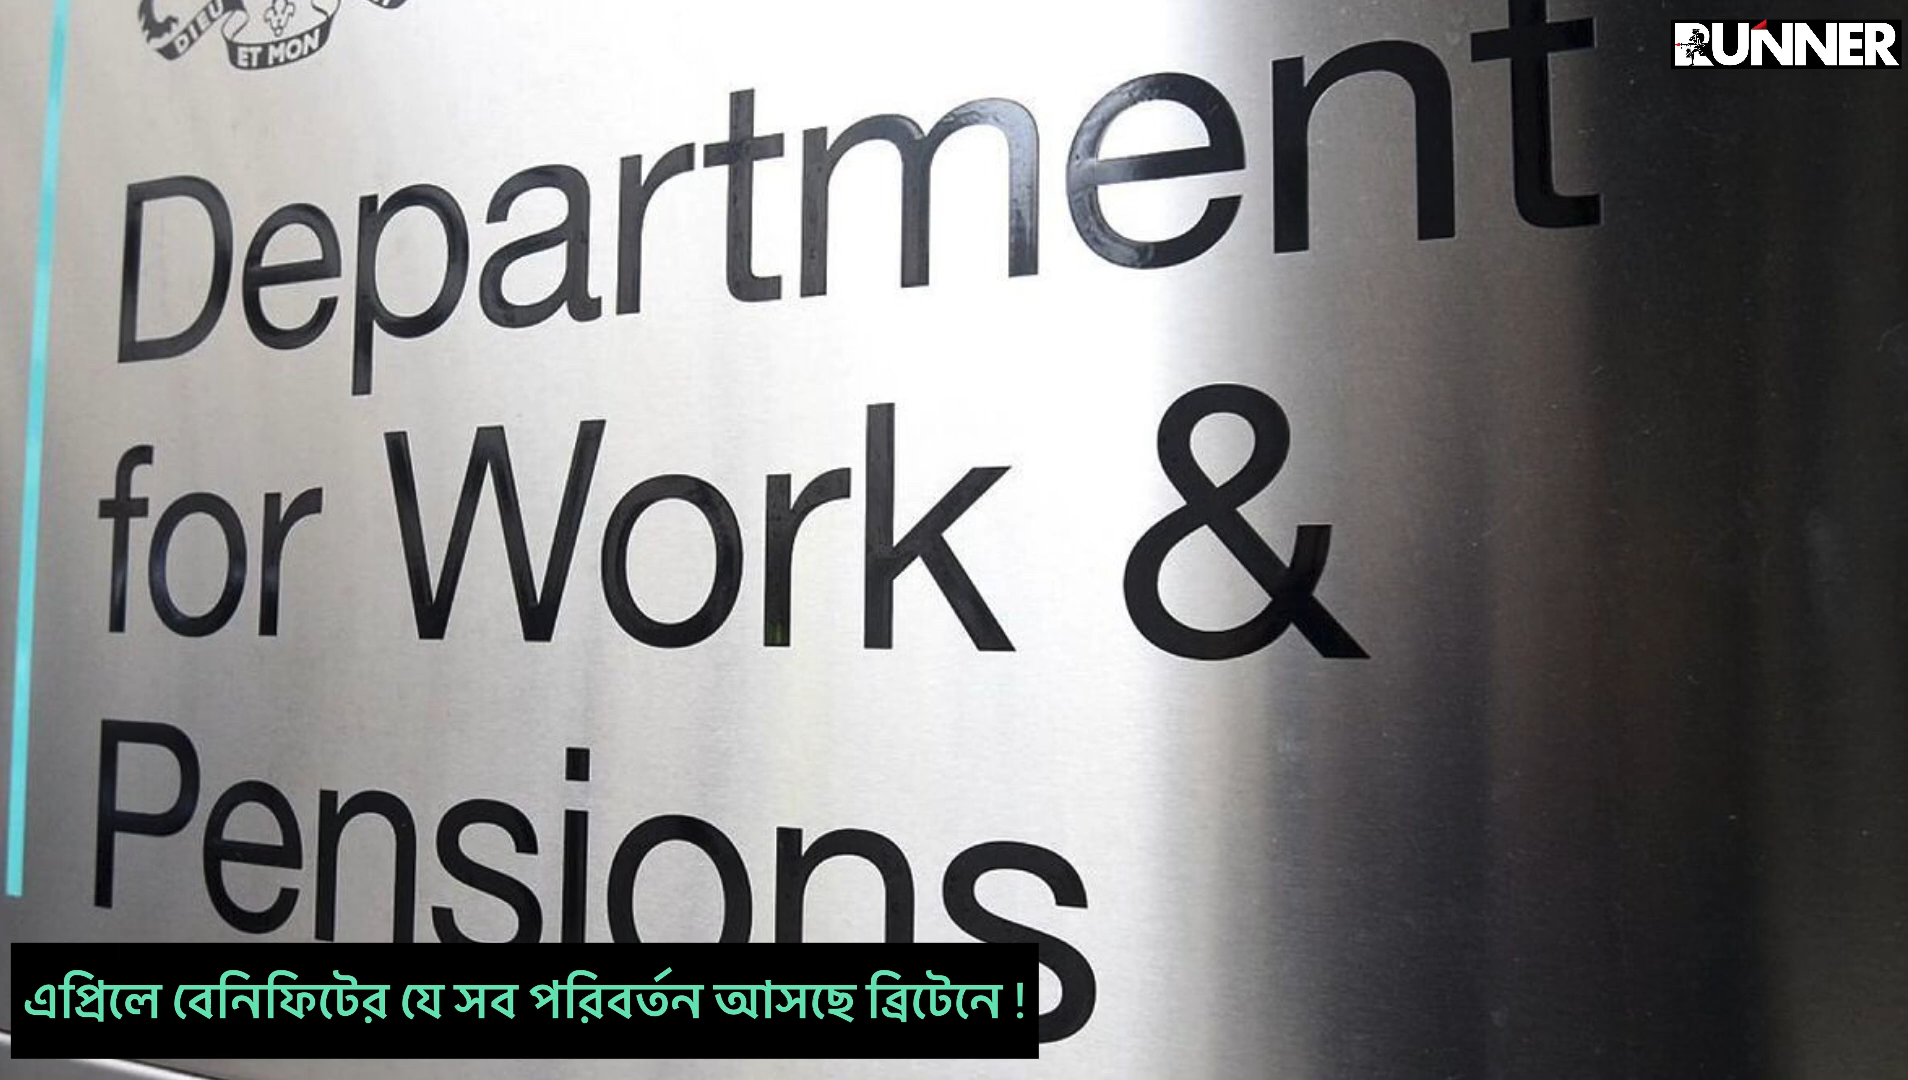 DIEU
ET MON
RUNNER
Department
for Work &
Pensions
এপ্রিলে বেনিফিটের যে সব পরিবর্তন আসছে ব্রিটেনে !